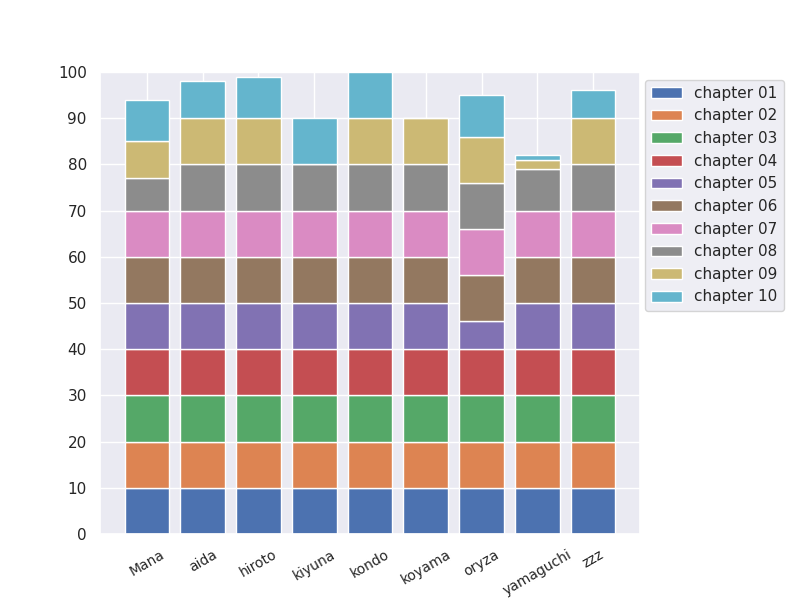 100
90
80
70
60
50
40
30
20
10
0
Mana
aida
hiroto
kiyuna
kondo
koyama
oryza
yamaguchi
zzz
chapter 01
chapter 02
chapter 03
chapter 04
chapter 05
chapter 06
chapter 07
chapter 08
chapter 09
chapter 10